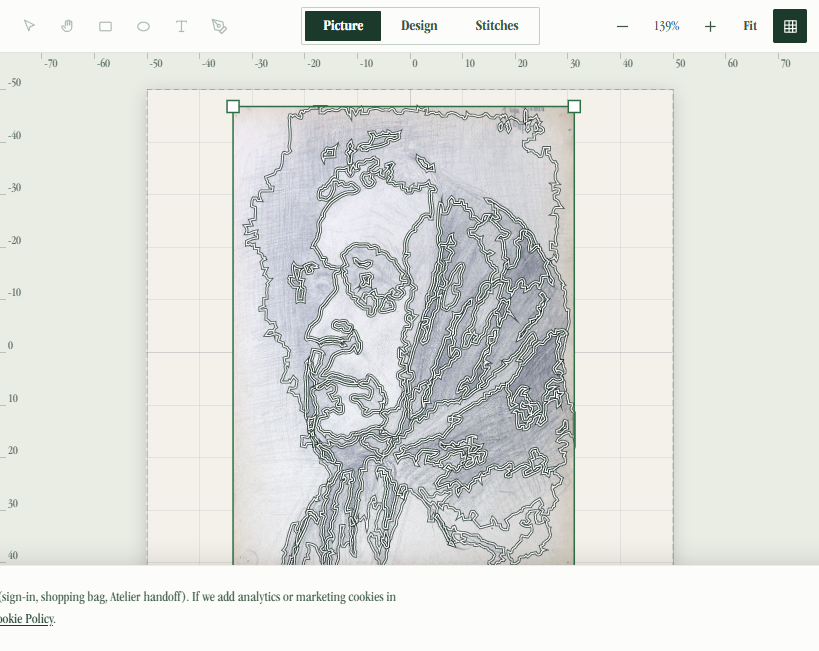 Picture Design Stitches 139% Fit
-70 -60 -50 -40 -30 -20 -10 0 10 20 30 40 50 60 70
-50
-40
-30
-20
-10
0
10
20
30
40
(sign-in, shopping bag, Atelier handoff). If we add analytics or marketing cookies in
ookie Policy.